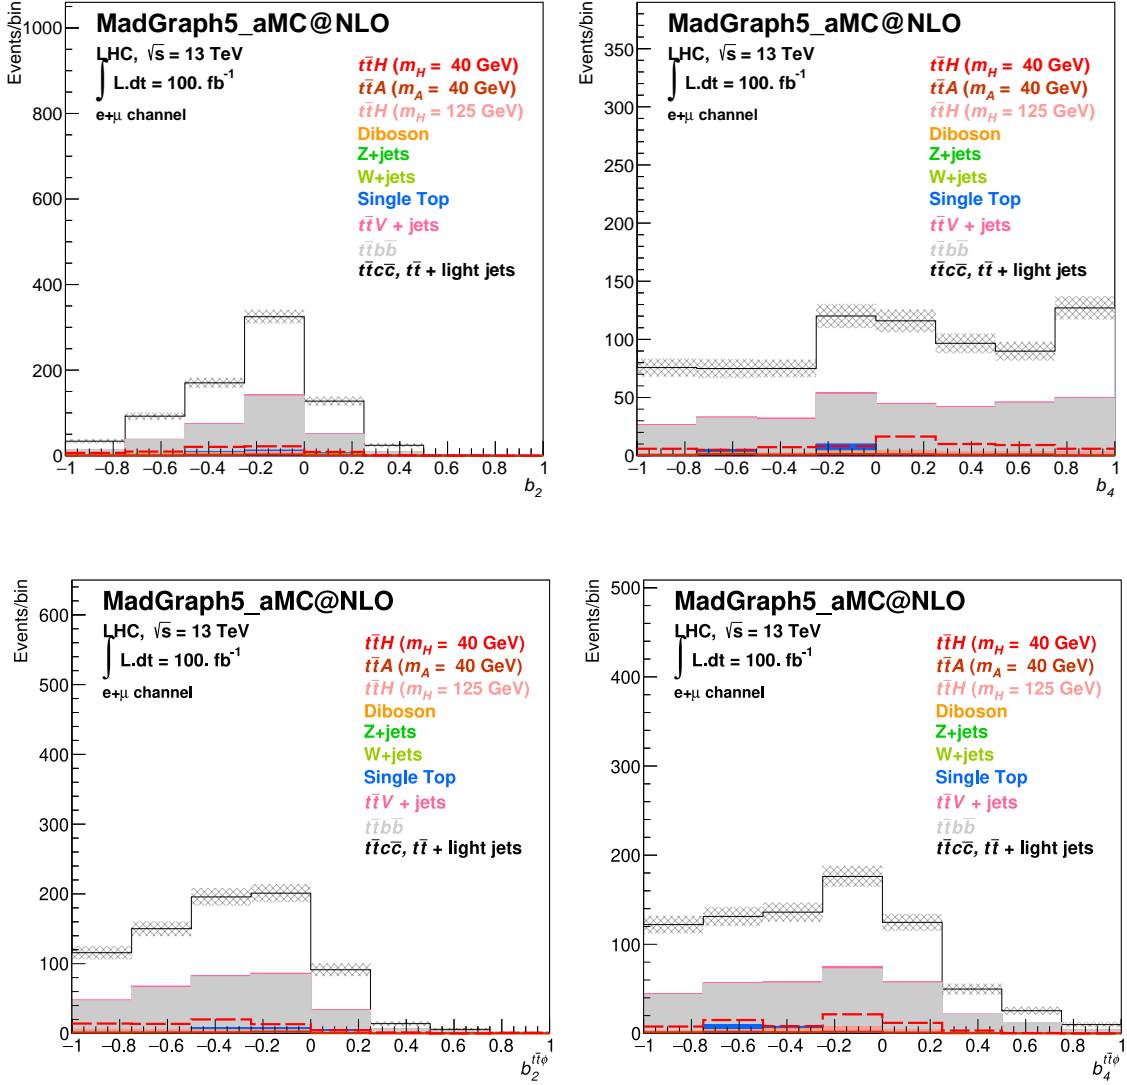 MadGraph5_aMC@NLO
LHC, √s = 13 TeV
∫ L.dt = 100. fb⁻¹
e+μ channel
tt̄H (m_H = 40 GeV)
tt̄A (m_A = 40 GeV)
tt̄H (m_H = 125 GeV)
Diboson
Z+jets
W+jets
Single Top
tt̄V + jets
tt̄bb̄
tt̄cc̄, tt̄ + light jets
Events/bin
1000
800
600
400
200
0
−1 −0.8 −0.6 −0.4 −0.2 0 0.2 0.4 0.6 0.8 1
b₂
MadGraph5_aMC@NLO
LHC, √s = 13 TeV
∫ L.dt = 100. fb⁻¹
e+μ channel
tt̄H (m_H = 40 GeV)
tt̄A (m_A = 40 GeV)
tt̄H (m_H = 125 GeV)
Diboson
Z+jets
W+jets
Single Top
tt̄V + jets
tt̄bb̄
tt̄cc̄, tt̄ + light jets
Events/bin
350
300
250
200
150
100
50
0
−1 −0.8 −0.6 −0.4 −0.2 0 0.2 0.4 0.6 0.8 1
b₄
MadGraph5_aMC@NLO
LHC, √s = 13 TeV
∫ L.dt = 100. fb⁻¹
e+μ channel
tt̄H (m_H = 40 GeV)
tt̄A (m_A = 40 GeV)
tt̄H (m_H = 125 GeV)
Diboson
Z+jets
W+jets
Single Top
tt̄V + jets
tt̄bb̄
tt̄cc̄, tt̄ + light jets
Events/bin
600
500
400
300
200
100
0
−1 −0.8 −0.6 −0.4 −0.2 0 0.2 0.4 0.6 0.8 1
b₂^{tt̄ϕ}
MadGraph5_aMC@NLO
LHC, √s = 13 TeV
∫ L.dt = 100. fb⁻¹
e+μ channel
tt̄H (m_H = 40 GeV)
tt̄A (m_A = 40 GeV)
tt̄H (m_H = 125 GeV)
Diboson
Z+jets
W+jets
Single Top
tt̄V + jets
tt̄bb̄
tt̄cc̄, tt̄ + light jets
Events/bin
500
400
300
200
100
0
−1 −0.8 −0.6 −0.4 −0.2 0 0.2 0.4 0.6 0.8 1
b₄^{tt̄ϕ}